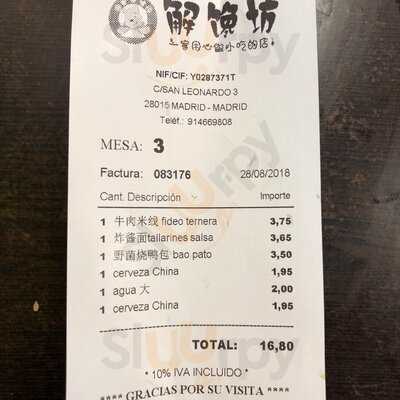 解馋坊
一家用心做小吃的店
NIF/CIF: Y0287371T
C/SAN LEONARDO 3
28015 MADRID - MADRID
Teléf.: 914669808
MESA: 3
Factura: 083176 28/08/2018
Cant. Descripción Importe
1 牛肉米线 fideo ternera 3,75
1 炸酱面tallarines salsa 3,65
1 野菌烧鸭包 bao pato 3,50
1 cerveza China 1,95
1 agua 大 2,00
1 cerveza China 1,95
TOTAL: 16,80
* 10% IVA INCLUIDO *
**** GRACIAS POR SU VISITA ****